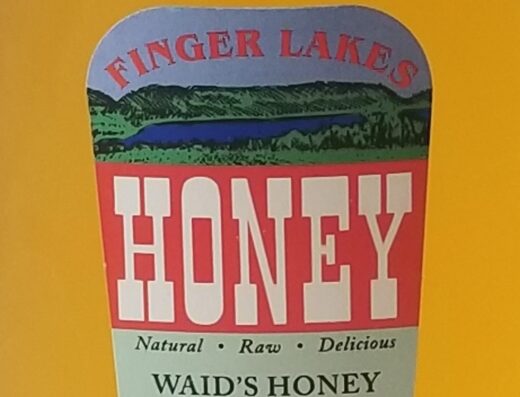 FINGER LAKES
HONEY
Natural • Raw • Delicious
WAID'S HONEY